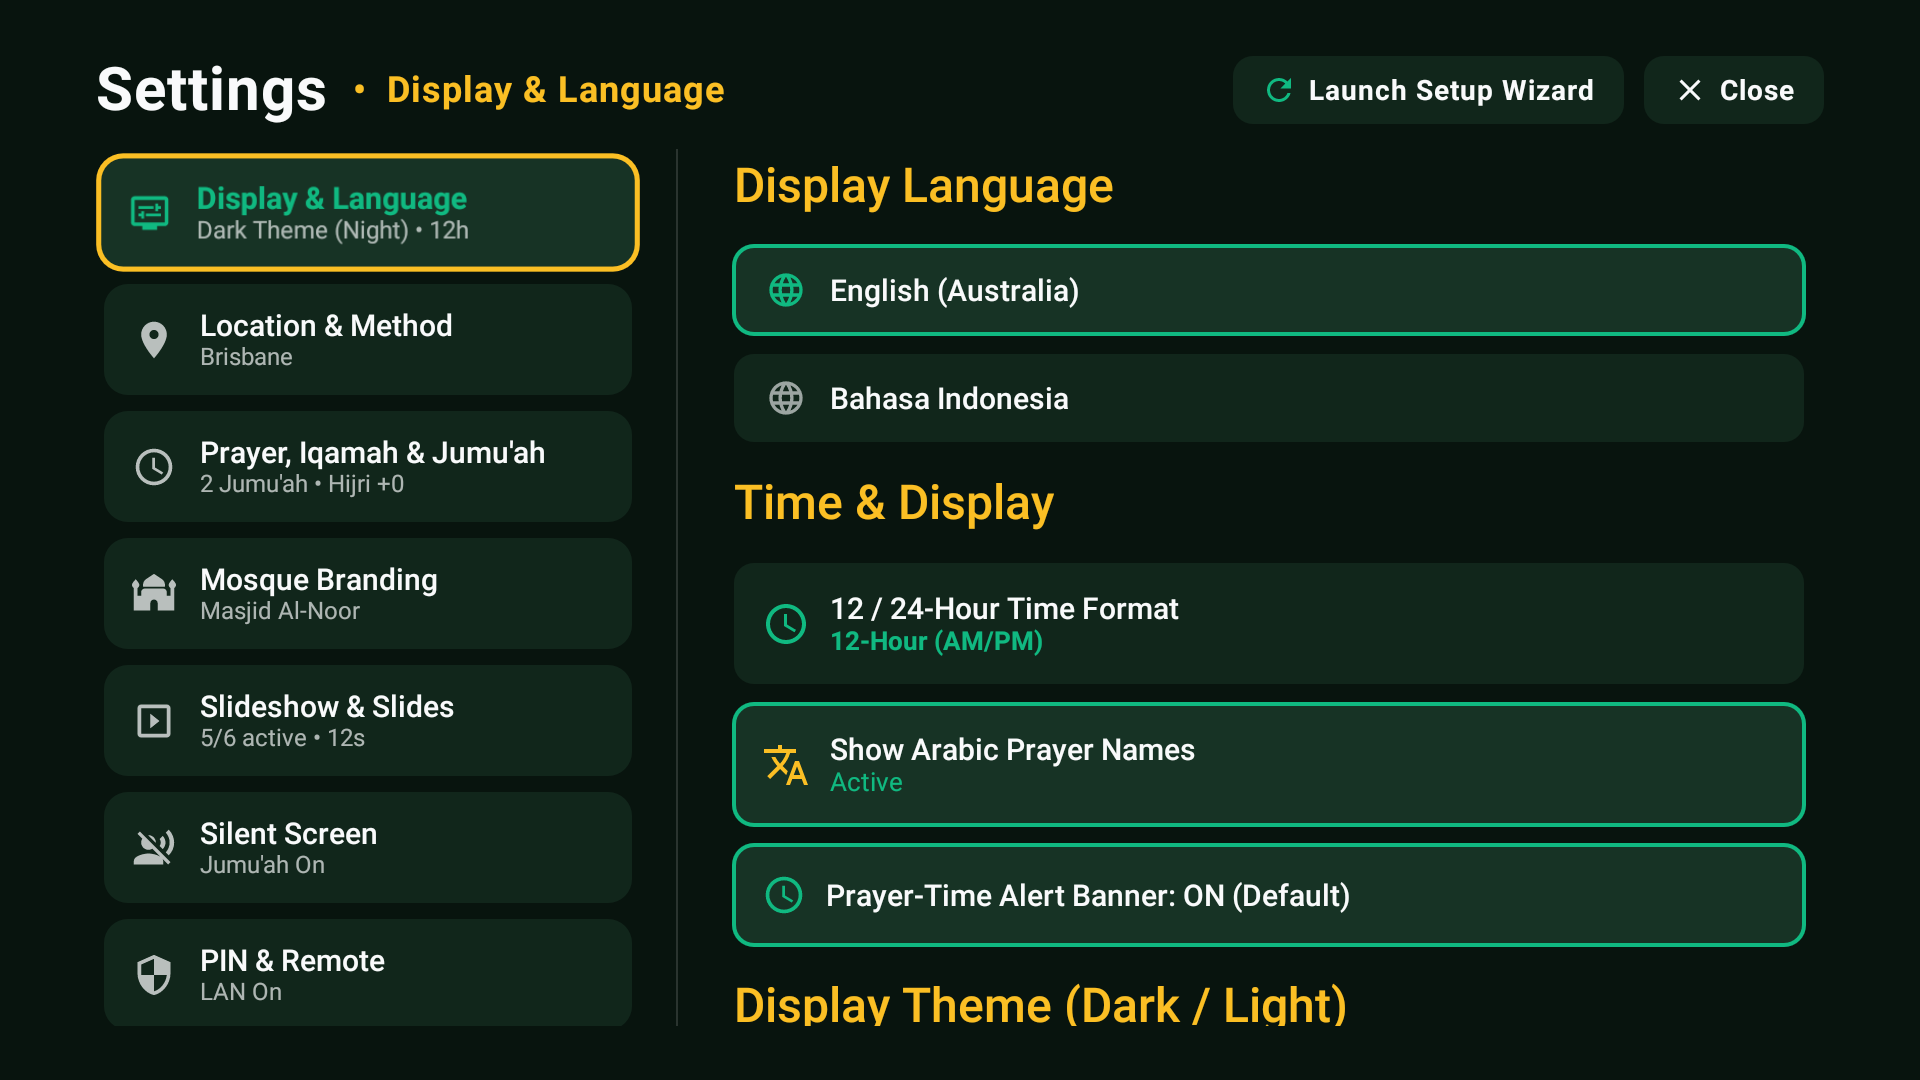 Settings • Display & Language
Launch Setup Wizard
Close
Display & Language
Dark Theme (Night) • 12h
Location & Method
Brisbane
Prayer, Iqamah & Jumu'ah
2 Jumu'ah • Hijri +0
Mosque Branding
Masjid Al-Noor
Slideshow & Slides
5/6 active • 12s
Silent Screen
Jumu'ah On
PIN & Remote
LAN On
Display Language
English (Australia)
Bahasa Indonesia
Time & Display
12 / 24-Hour Time Format
12-Hour (AM/PM)
Show Arabic Prayer Names
Active
Prayer-Time Alert Banner: ON (Default)
Display Theme (Dark / Light)